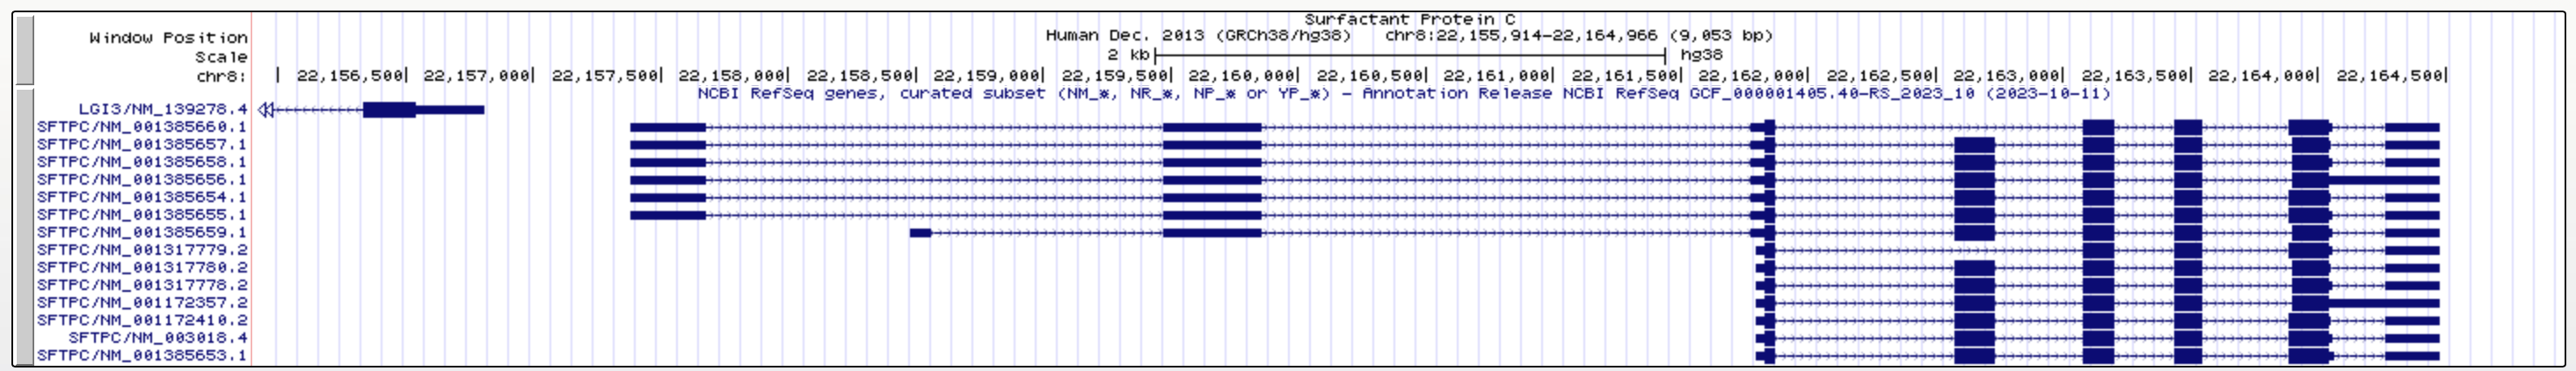 Surfactant Protein C
Window Position Human Dec. 2013 (GRCh38/hg38) chr8:22,155,914-22,164,966 (9,053 bp)
Scale 2 kb hg38
chr8: 22,156,500 22,157,000 22,157,500 22,158,000 22,158,500 22,159,000 22,159,500 22,160,000 22,160,500 22,161,000 22,161,500 22,162,000 22,162,500 22,163,000 22,163,500 22,164,000 22,164,500
NCBI RefSeq genes, curated subset (NM_*, NR_*, NP_* or YP_*) - Annotation Release NCBI RefSeq GCF_000001405.40-RS_2023_10 (2023-10-11)
LGI3/NM_139278.4
SFTPC/NM_001385660.1
SFTPC/NM_001385657.1
SFTPC/NM_001385658.1
SFTPC/NM_001385656.1
SFTPC/NM_001385654.1
SFTPC/NM_001385655.1
SFTPC/NM_001385659.1
SFTPC/NM_001317779.2
SFTPC/NM_001317780.2
SFTPC/NM_001317778.2
SFTPC/NM_001172357.2
SFTPC/NM_001172410.2
SFTPC/NM_003018.4
SFTPC/NM_001385653.1